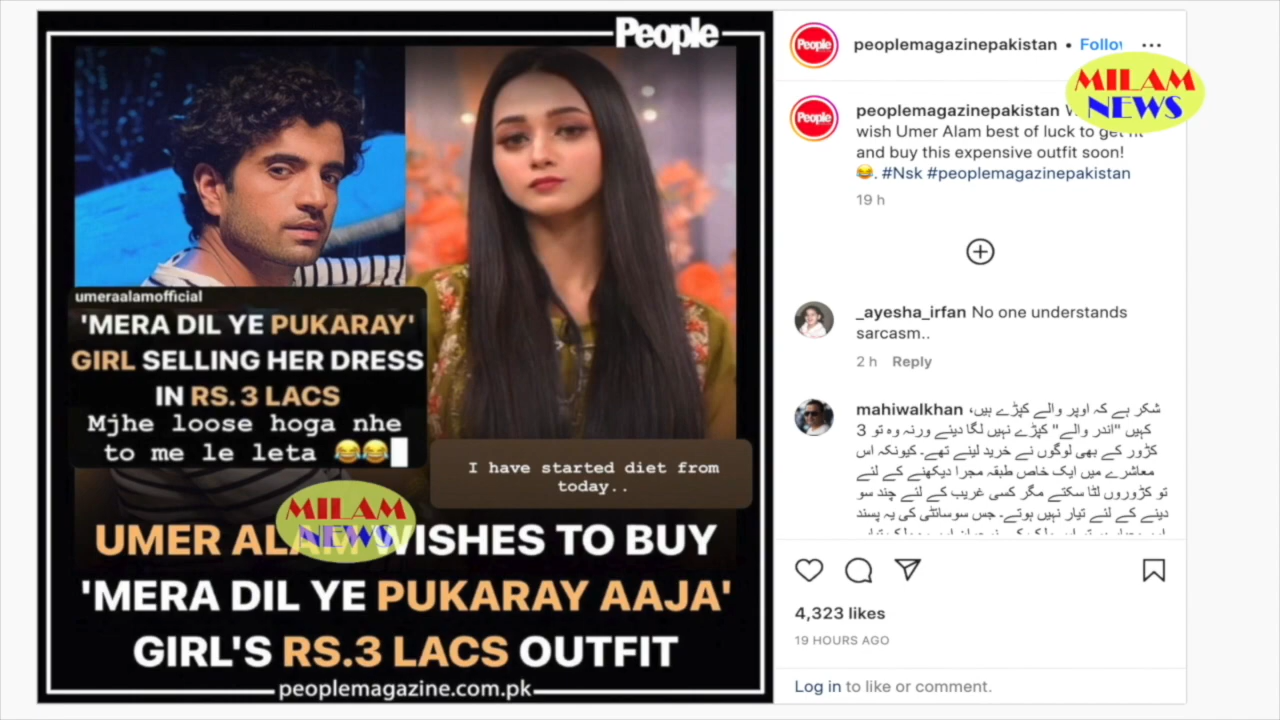 People
umeraalamofficial
'MERA DIL YE PUKARAY'
GIRL SELLING HER DRESS
IN RS. 3 LACS
Mjhe loose hoga nhe
to me le leta 😂😂
I have started diet from
today..
UMER ALAM WISHES TO BUY
'MERA DIL YE PUKARAY AAJA'
GIRL'S RS.3 LACS OUTFIT
peoplemagazine.com.pk
MILAM
NEWS
People
peoplemagazinepakistan • Follow ...
MILAM
NEWS
People
peoplemagazinepakistan
wish Umer Alam best of luck to get fit
and buy this expensive outfit soon!
😂. #Nsk #peoplemagazinepakistan
19 h
_ayesha_irfan No one understands
sarcasm..
2 h Reply
mahiwalkhan شکر ہے کہ اوپر والے کپڑے ہیں،
کہیں "اندر والے" کپڑے نہیں لگا دیئے ورنہ وہ تو 3
کڑور کے بھی لوگوں نے خرید لینے تھے۔ کیونکہ اس
معاشرے میں ایک خاص طبقہ مجرا دیکھنے کے لئے
تو کڑوروں لٹا سکتے مگر کسی غریب کے لئے چند سو
دینے کے لئے تیار نہیں ہوتے۔ جس سوسائٹی کی یہ پسند
4,323 likes
19 HOURS AGO
Log in to like or comment.